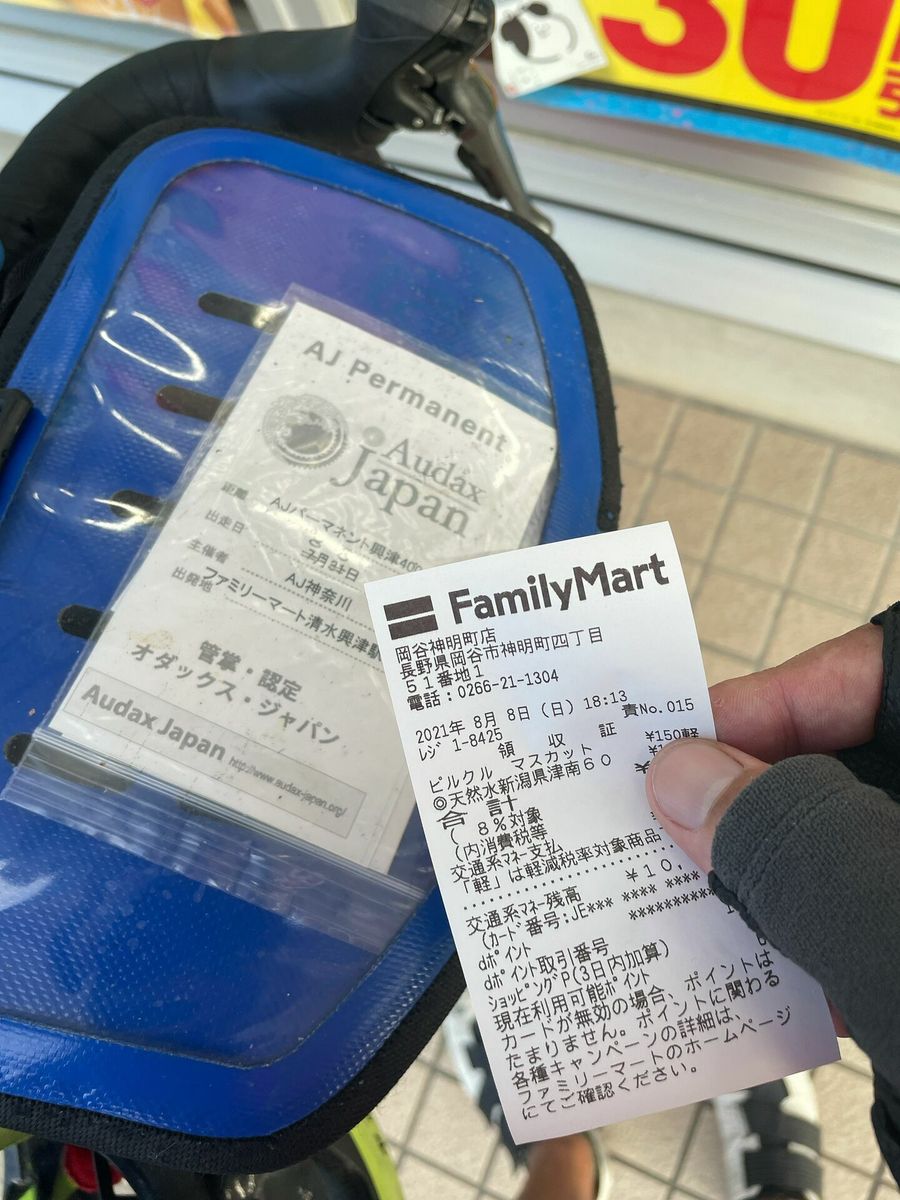 30
AJ Permanent
Audax
Japan
距離 AJパーマネント興津400
出走日 7月31日
主催者 AJ神奈川
出発地 ファミリーマート清水興津駅
管掌・認定
オダックス・ジャパン
Audax Japan http://www.audax-japan.org/
FamilyMart
岡谷神明町店
長野県岡谷市神明町四丁目
51番地1
電話：0266-21-1304
2021年 8月 8日（日）18:13
レジ 1-8425 責No.015
領 収 証
ピルクル マスカット ¥150軽
◎天然水新潟県津南60
合 計
（ 8％対象
（内消費税等
交通系マネー支払
「軽」は軽減税率対象商品
交通系マネー残高 ¥10,
(カード番号:JE*** **** ****
dポイント
dポイント取引番号
ショッピングP(3日内加算)
現在利用可能ポイント
カードが無効の場合、ポイントは
たまりません。ポイントに関わる
各種キャンペーンの詳細は、
ファミリーマートのホームページ
にてご確認ください。